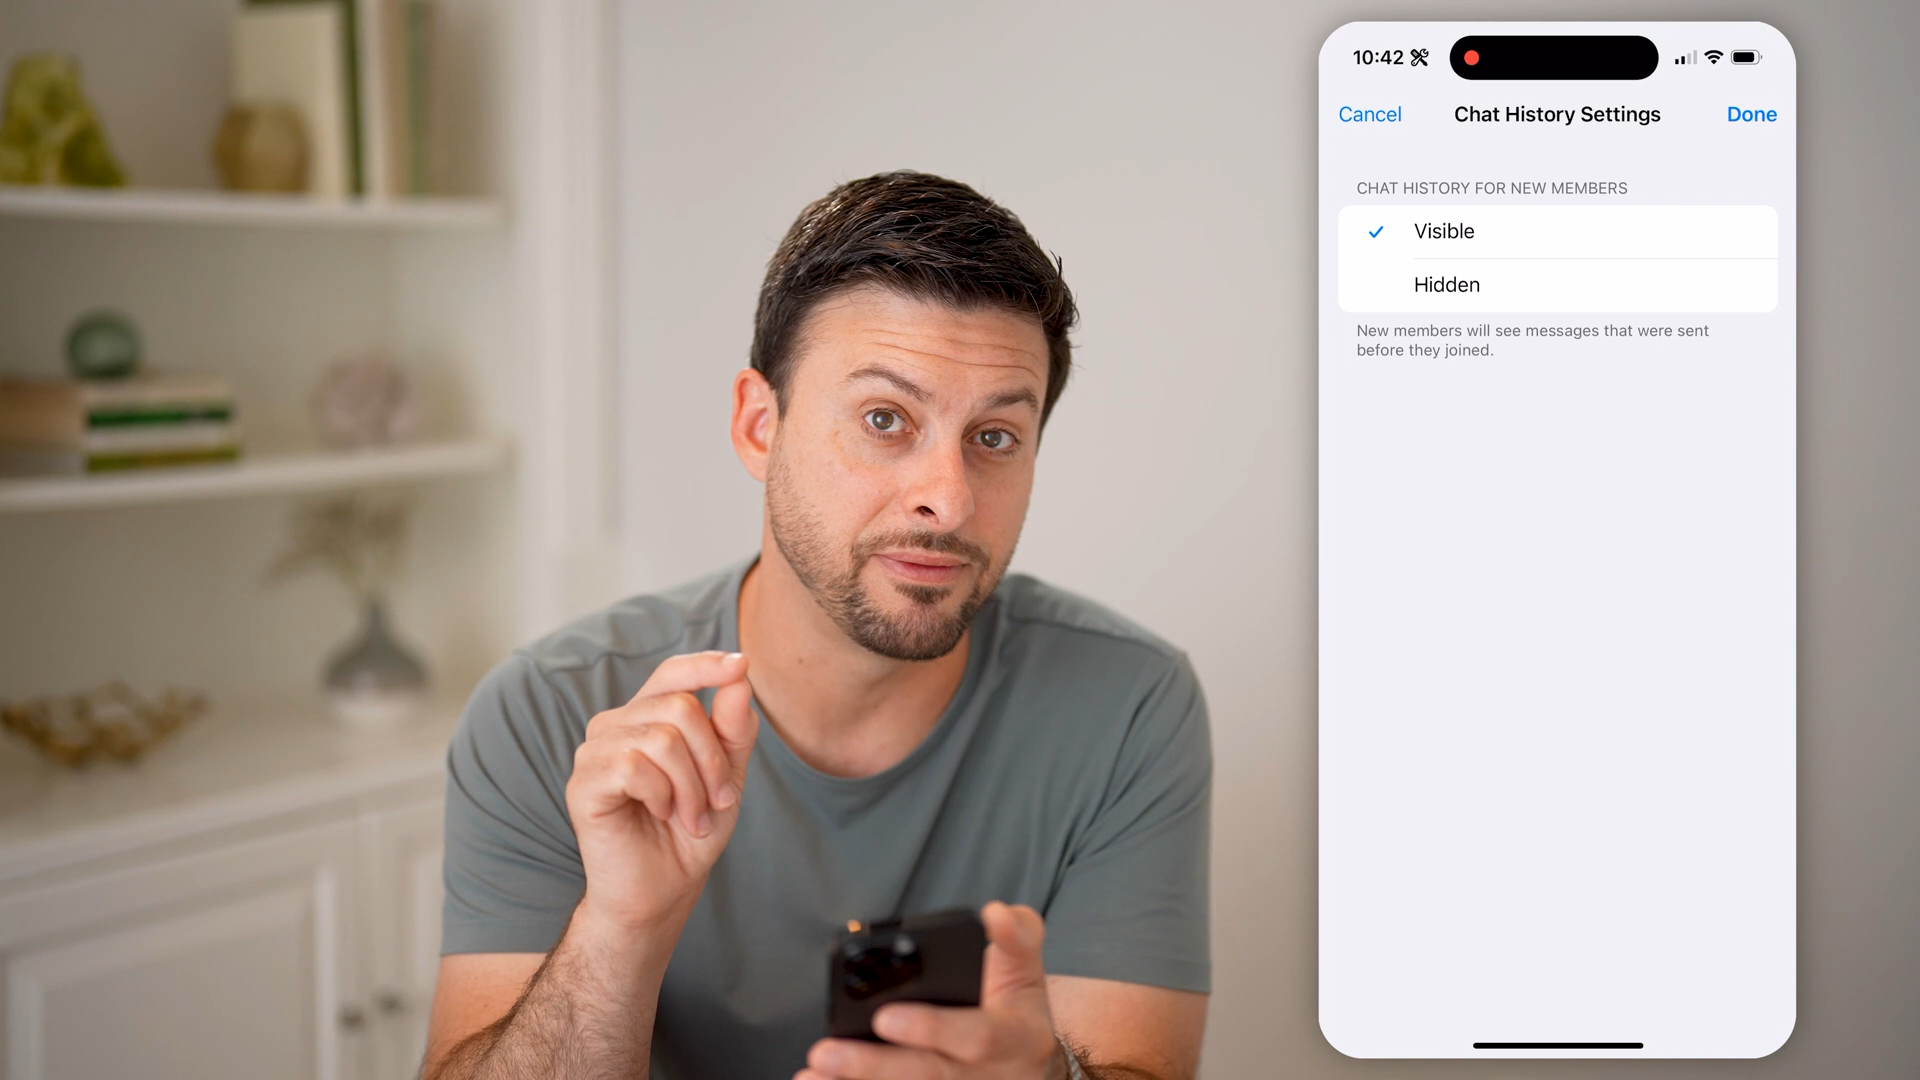 10:42
Cancel
Chat History Settings
Done
CHAT HISTORY FOR NEW MEMBERS
Visible
Hidden
New members will see messages that were sent
before they joined.